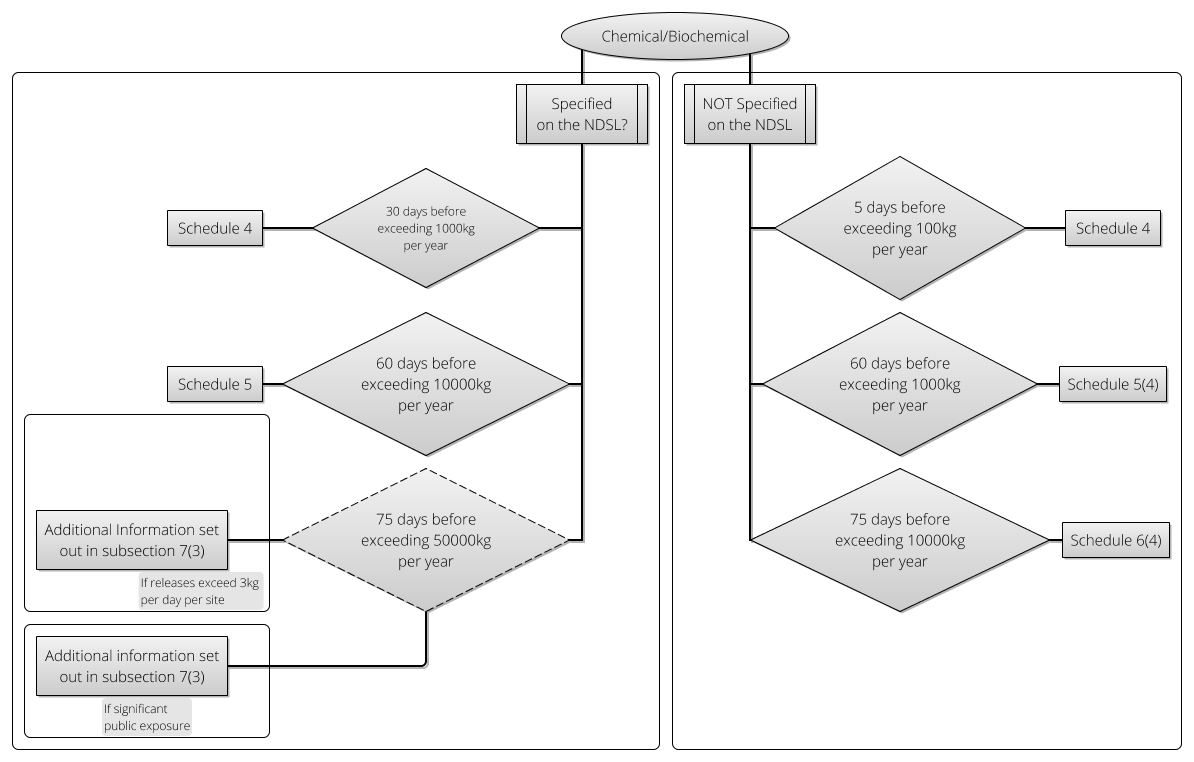 Chemical/Biochemical
Specified
on the NDSL?
30 days before
exceeding 1000kg
per year
Schedule 4
60 days before
exceeding 10000kg
per year
Schedule 5
75 days before
exceeding 50000kg
per year
Additional Information set
out in subsection 7(3)
If releases exceed 3kg
per day per site
Additional information set
out in subsection 7(3)
If significant
public exposure
NOT Specified
on the NDSL
5 days before
exceeding 100kg
per year
Schedule 4
60 days before
exceeding 1000kg
per year
Schedule 5(4)
75 days before
exceeding 10000kg
per year
Schedule 6(4)